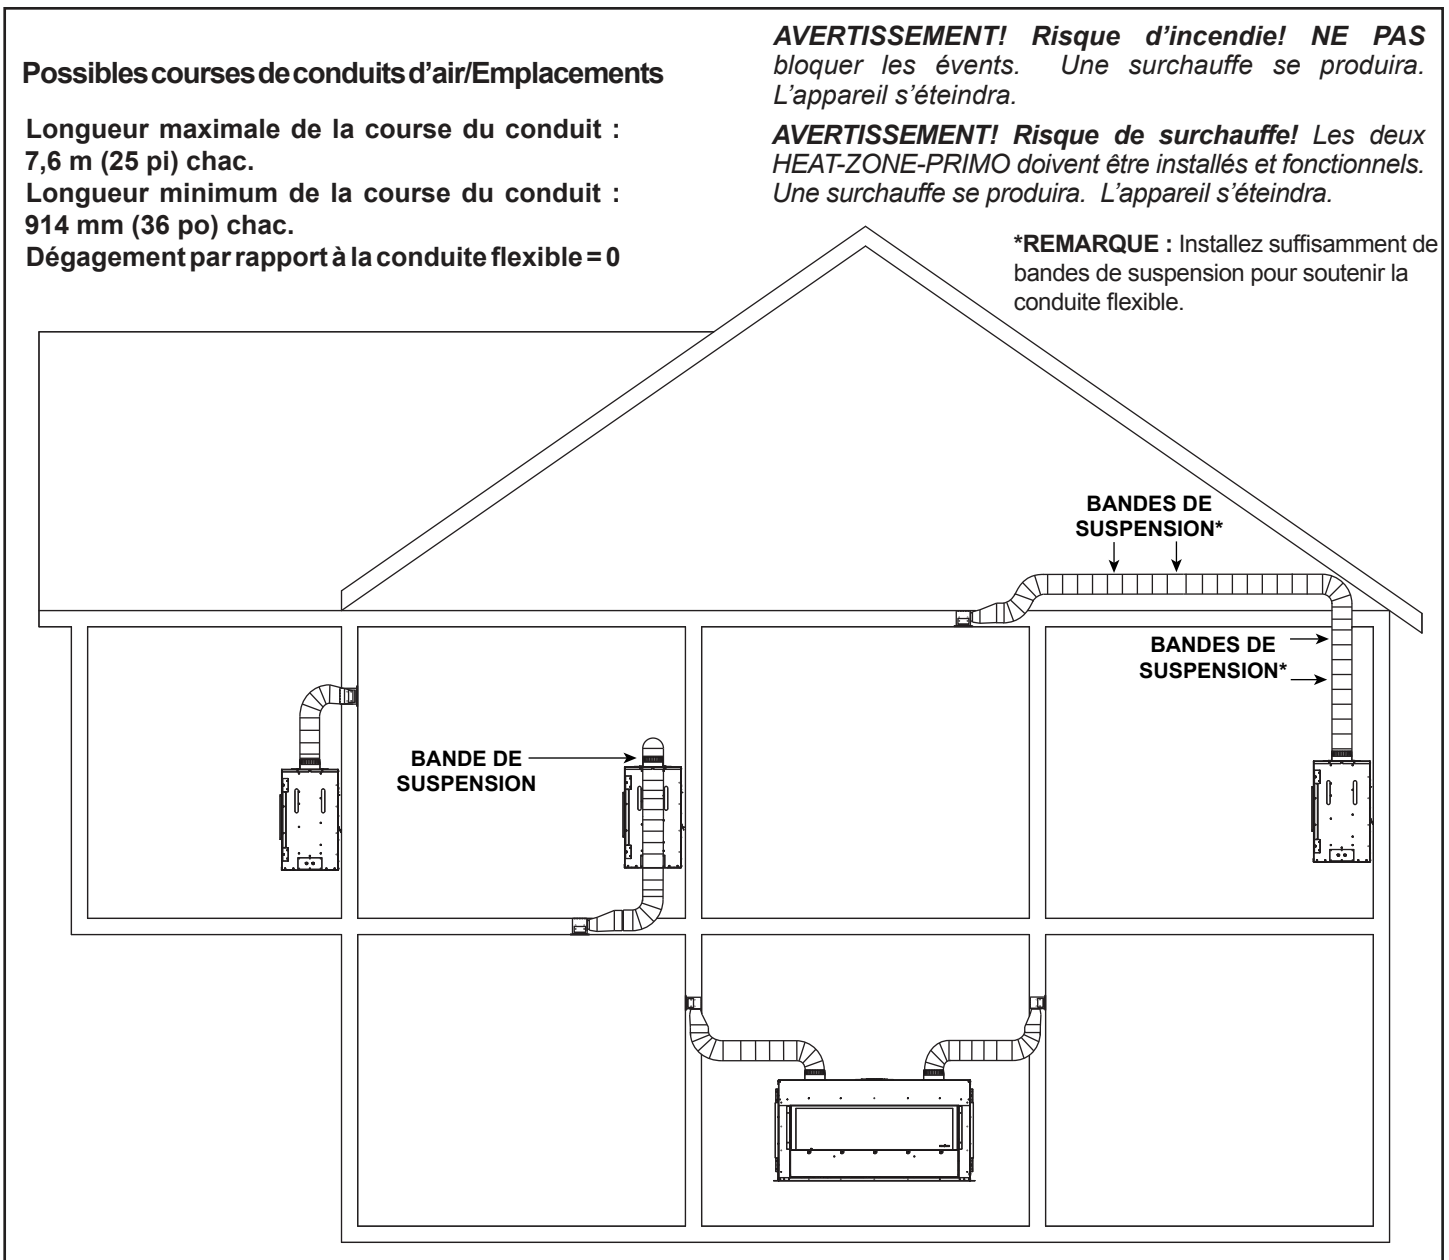 Possibles courses de conduits d'air/Emplacements
Longueur maximale de la course du conduit :
7,6 m (25 pi) chac.
Longueur minimum de la course du conduit :
914 mm (36 po) chac.
Dégagement par rapport à la conduite flexible = 0
AVERTISSEMENT! Risque d'incendie! NE PAS
bloquer les évents. Une surchauffe se produira.
L'appareil s'éteindra.
AVERTISSEMENT! Risque de surchauffe! Les deux
HEAT-ZONE-PRIMO doivent être installés et fonctionnels.
Une surchauffe se produira. L'appareil s'éteindra.
*REMARQUE : Installez suffisamment de
bandes de suspension pour soutenir la
conduite flexible.
BANDES DE
SUSPENSION*
BANDES DE
SUSPENSION*
BANDE DE
SUSPENSION